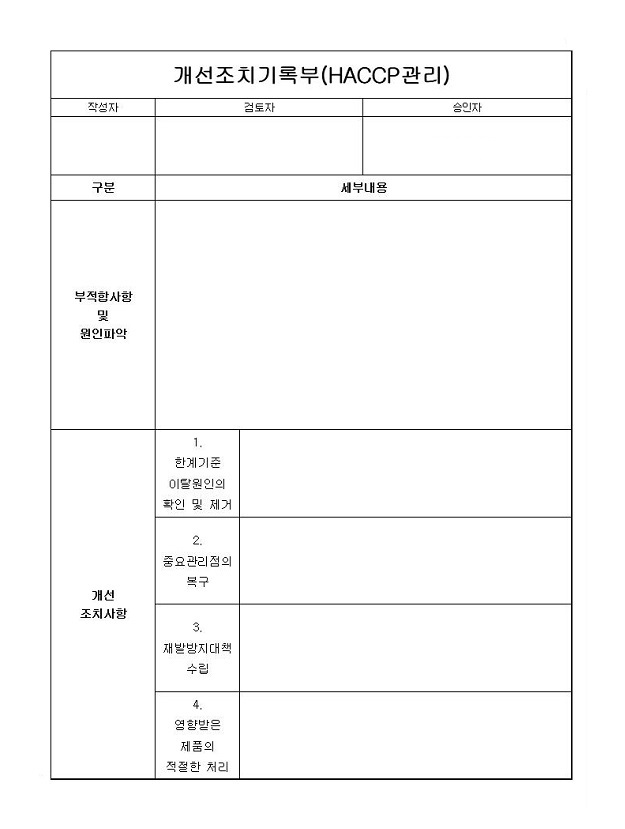 개선조치기록부(HACCP관리)
작성자 검토자 승인자
구분 세부내용
부적합사항
및
원인파악
개선
조치사항
1.
한계기준
이탈원인의
확인 및 제거
2.
중요관리점의
복구
3.
재발방지대책
수립
4.
영향받은
제품의
적절한 처리